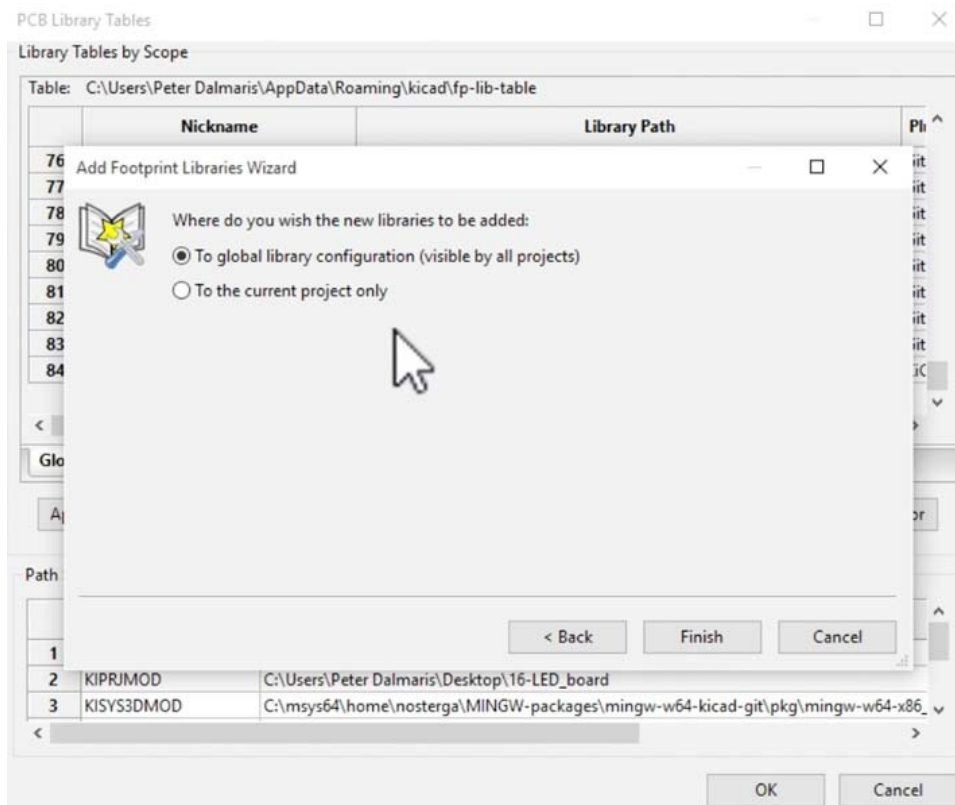 PCB Library Tables
Library Tables by Scope
Table: C:\Users\Peter Dalmaris\AppData\Roaming\kicad\fp-lib-table
Nickname Library Path
76
Add Footprint Libraries Wizard
77
78
Where do you wish the new libraries to be added:
79
To global library configuration (visible by all projects)
80
81
To the current project only
82
83
84
< Back Finish Cancel
1
2 KIPRJMOD C:\Users\Peter Dalmaris\Desktop\16-LED_board
3 KISYS3DMOD C:\msys64\home\nosterga\MINGW-packages\mingw-w64-kicad-git\pkg\mingw-w64-x86_
OK Cancel